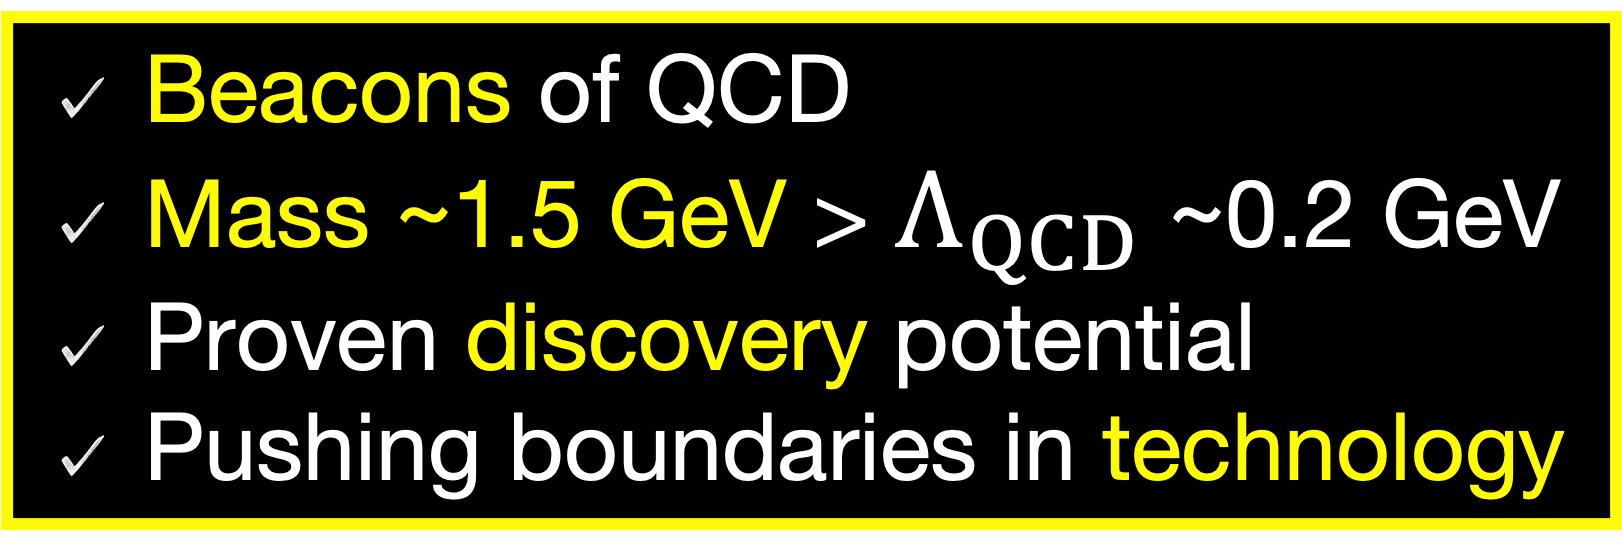 ✓ Beacons of QCD
✓ Mass ~1.5 GeV > Λ_QCD ~0.2 GeV
✓ Proven discovery potential
✓ Pushing boundaries in technology